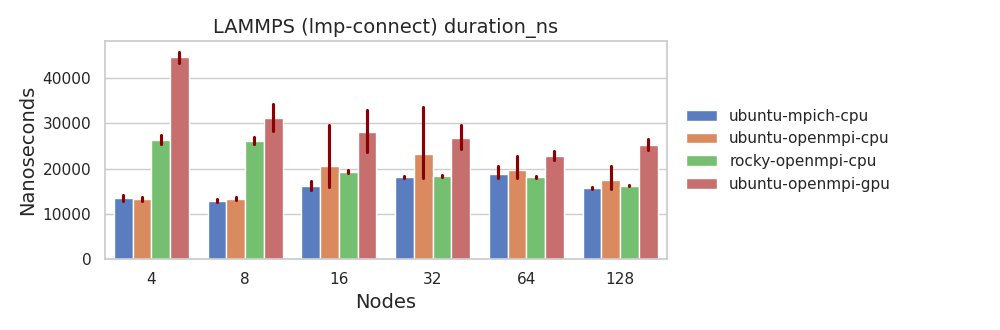 LAMMPS (lmp-connect) duration_ns
Nanoseconds
40000
30000
20000
10000
0
4 8 16 32 64 128
Nodes
ubuntu-mpich-cpu
ubuntu-openmpi-cpu
rocky-openmpi-cpu
ubuntu-openmpi-gpu